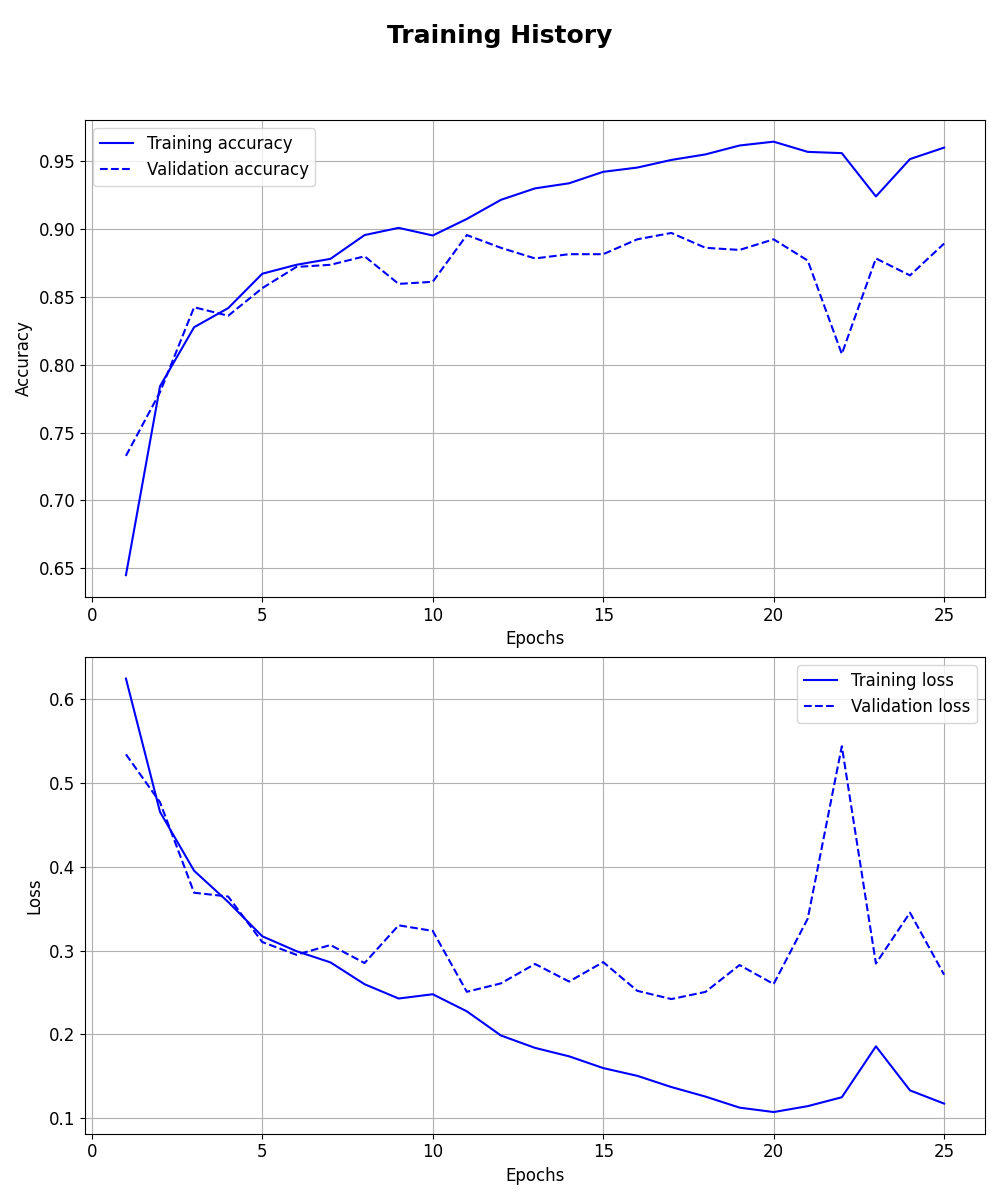 Training History
Training accuracy
Validation accuracy
0.95
0.90
0.85
0.80
0.75
0.70
0.65
Accuracy
0 5 10 15 20 25
Epochs
Training loss
Validation loss
0.6
0.5
0.4
0.3
0.2
0.1
Loss
0 5 10 15 20 25
Epochs